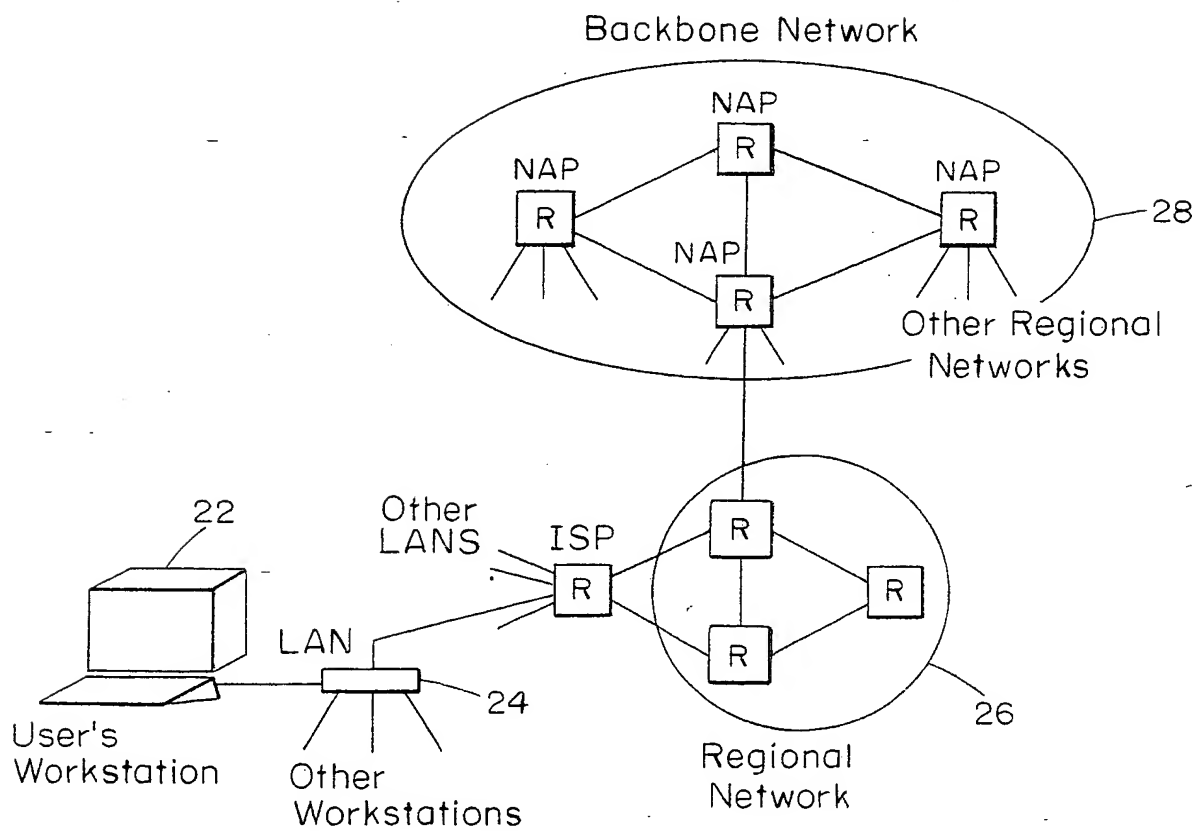 Backbone Network
NAP
R
NAP
R
NAP
R
28
NAP
R
Other Regional
Networks
22
Other
LANS
ISP
R
R
R
R
LAN
24
26
User's
Workstation
Other
Workstations
Regional
Network